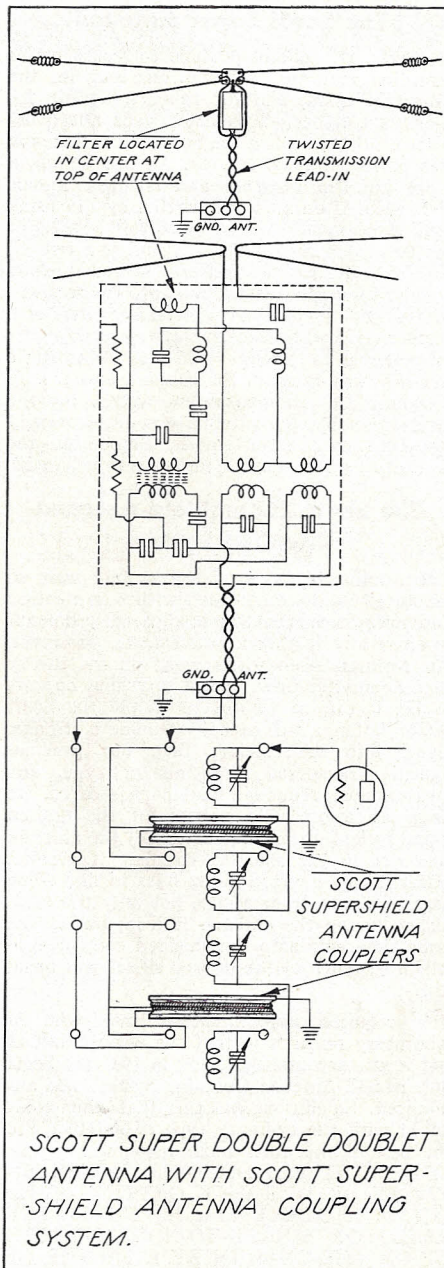 FILTER LOCATED
IN CENTER AT
TOP OF ANTENNA
TWISTED
TRANSMISSION
LEAD-IN
GND. ANT.
GND. ANT.
SCOTT
SUPERSHIELD
ANTENNA
COUPLERS
SCOTT SUPER DOUBLE DOUBLET
ANTENNA WITH SCOTT SUPER-
-SHIELD ANTENNA COUPLING
SYSTEM.